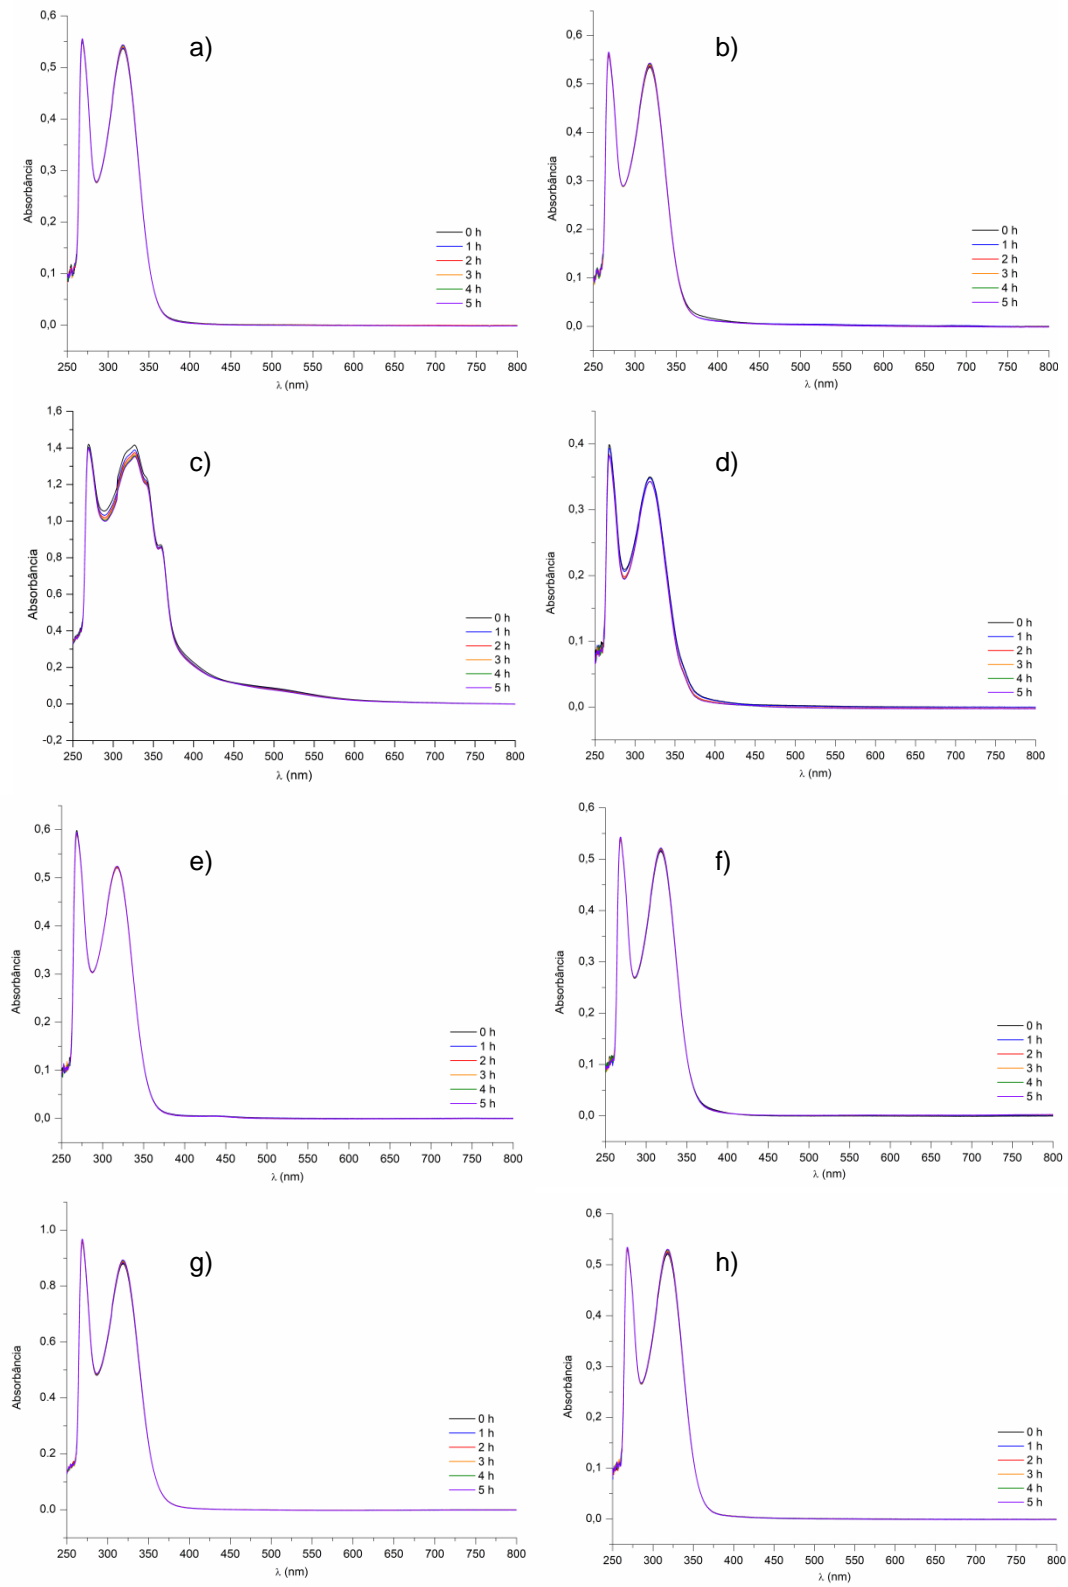 a)
Absorbância
0,6
0,5
0,4
0,3
0,2
0,1
0,0
0 h
1 h
2 h
3 h
4 h
5 h
250 300 350 400 450 500 550 600 650 700 750 800
λ (nm)
b)
Absorbância
0,6
0,5
0,4
0,3
0,2
0,1
0,0
0 h
1 h
2 h
3 h
4 h
5 h
250 300 350 400 450 500 550 600 650 700 750 800
λ (nm)
c)
Absorbância
1,6
1,4
1,2
1,0
0,8
0,6
0,4
0,2
0,0
-0,2
0 h
1 h
2 h
3 h
4 h
5 h
250 300 350 400 450 500 550 600 650 700 750 800
λ (nm)
d)
Absorbância
0,4
0,3
0,2
0,1
0,0
0 h
1 h
2 h
3 h
4 h
5 h
250 300 350 400 450 500 550 600 650 700 750 800
λ (nm)
e)
Absorbância
0,6
0,5
0,4
0,3
0,2
0,1
0,0
0 h
1 h
2 h
3 h
4 h
5 h
250 300 350 400 450 500 550 600 650 700 750 800
λ (nm)
f)
Absorbância
0,6
0,5
0,4
0,3
0,2
0,1
0,0
0 h
1 h
2 h
3 h
4 h
5 h
250 300 350 400 450 500 550 600 650 700 750 800
λ (nm)
g)
Absorbância
1.0
0.8
0.6
0.4
0.2
0.0
0 h
1 h
2 h
3 h
4 h
5 h
250 300 350 400 450 500 550 600 650 700 750 800
λ (nm)
h)
Absorbância
0,6
0,5
0,4
0,3
0,2
0,1
0,0
0 h
1 h
2 h
3 h
4 h
5 h
250 300 350 400 450 500 550 600 650 700 750 800
λ (nm)